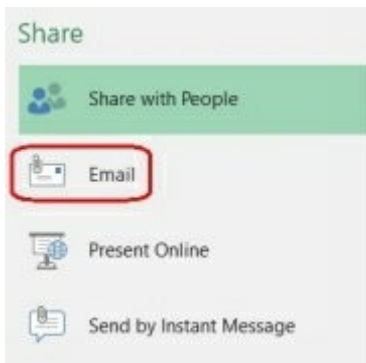 Share
Share with People
Email
Present Online
Send by Instant Message